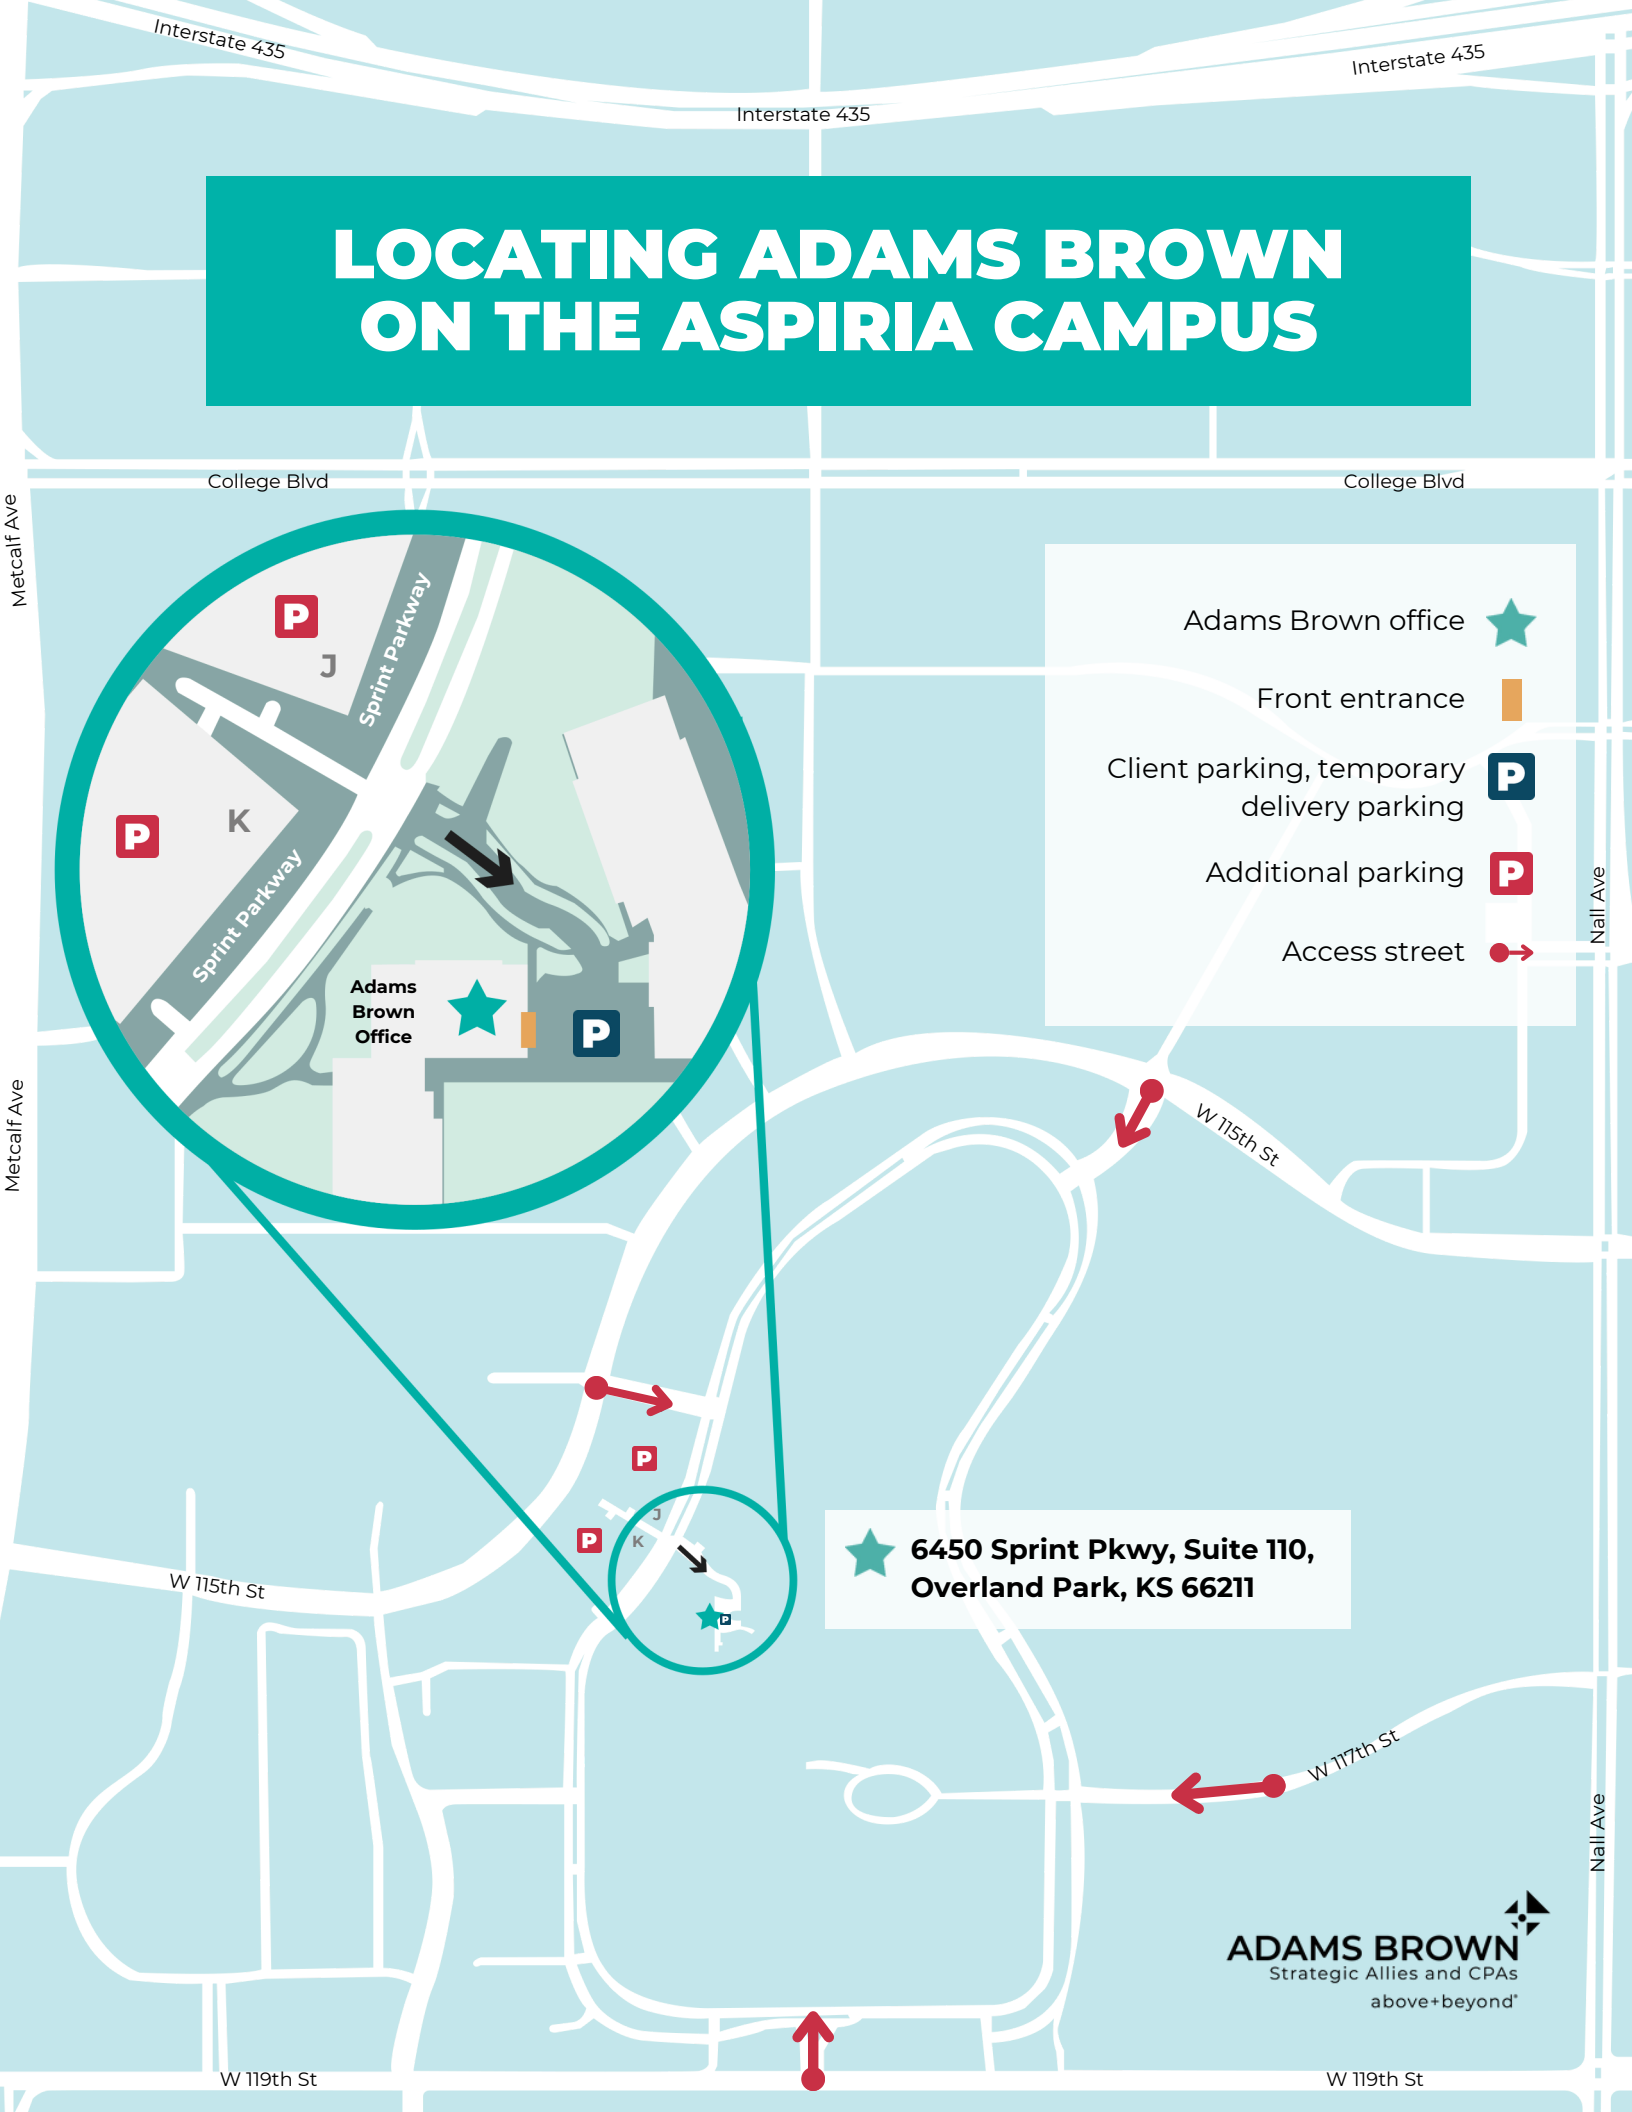 Interstate 435
Interstate 435
Interstate 435
LOCATING ADAMS BROWN
ON THE ASPIRIA CAMPUS
College Blvd
College Blvd
Metcalf Ave
P
J
Sprint Parkway
P
K
Sprint Parkway
Adams
Brown
Office
P
Adams Brown office
Front entrance
Client parking, temporary
delivery parking
P
Additional parking
P
Access street
Nall Ave
Metcalf Ave
W 115th St
P
J
P
K
P
6450 Sprint Pkwy, Suite 110,
Overland Park, KS 66211
W 115th St
W 117th St
Nall Ave
ADAMS BROWN
Strategic Allies and CPAs
above+beyond®
W 119th St
W 119th St